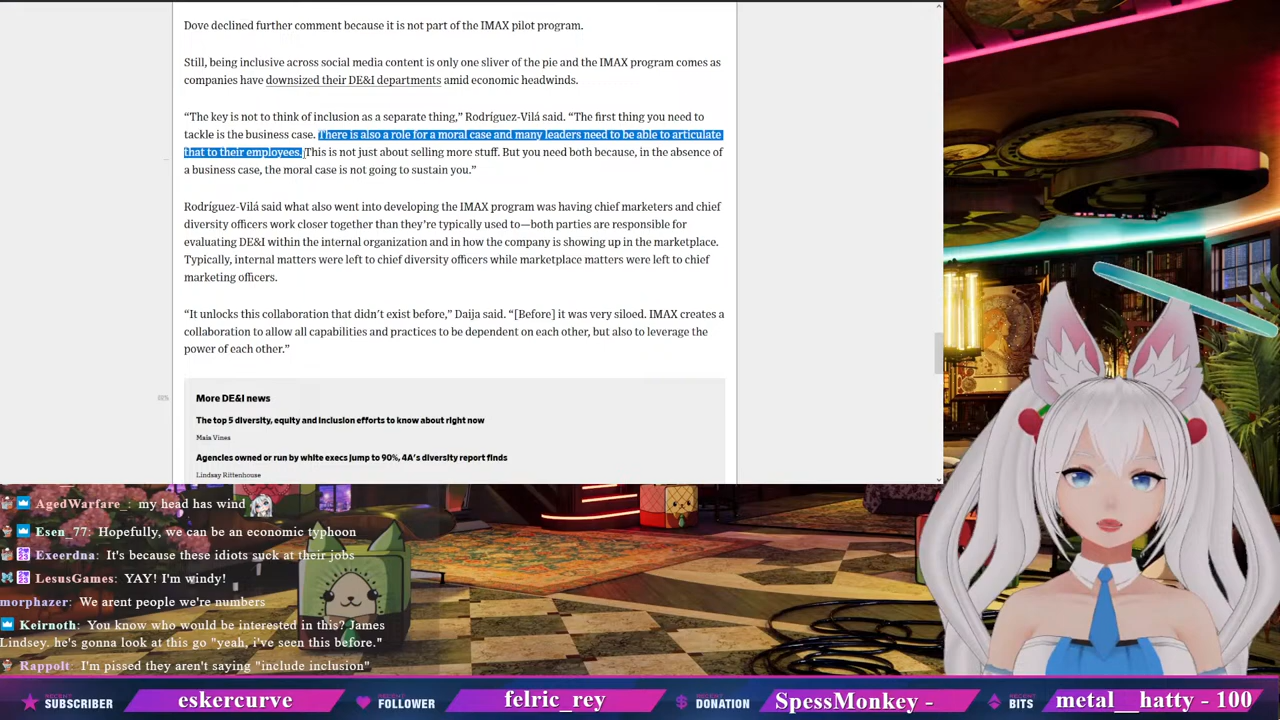 Dove declined further comment because it is not part of the IMAX pilot program.
Still, being inclusive across social media content is only one sliver of the pie and the IMAX program comes as
companies have downsized their DE&I departments amid economic headwinds.
“The key is not to think of inclusion as a separate thing,” Rodríguez-Vilá said. “The first thing you need to
tackle is the business case. There is also a role for a moral case and many leaders need to be able to articulate
that to their employees. This is not just about selling more stuff. But you need both because, in the absence of
a business case, the moral case is not going to sustain you.”
Rodríguez-Vilá said what also went into developing the IMAX program was having chief marketers and chief
diversity officers work closer together than they’re typically used to—both parties are responsible for
evaluating DE&I within the internal organization and in how the company is showing up in the marketplace.
Typically, internal matters were left to chief diversity officers while marketplace matters were left to chief
marketing officers.
“It unlocks this collaboration that didn’t exist before,” Daija said. “[Before] it was very siloed. IMAX creates a
collaboration to allow all capabilities and practices to be dependent on each other, but also to leverage the
power of each other.”
More DE&I news
The top 5 diversity, equity and inclusion efforts to know about right now
Maia Vines
Agencies owned or run by white execs jump to 90%, 4A’s diversity report finds
Lindsay Rittenhouse
AgedWarfare_: my head has wind
Esen_77: Hopefully, we can be an economic typhoon
Exeerdna: It's because these idiots suck at their jobs
LesusGames: YAY! I'm windy!
morphazer: We arent people we're numbers
Keirnoth: You know who would be interested in this? James
Lindsey. he's gonna look at this go "yeah, i've seen this before."
Rappolt: I'm pissed they aren't saying "include inclusion"
RECENT SUBSCRIBER eskercurve RECENT FOLLOWER felric_rey RECENT DONATION SpessMonkey - RECENT BITS metal__hatty - 100